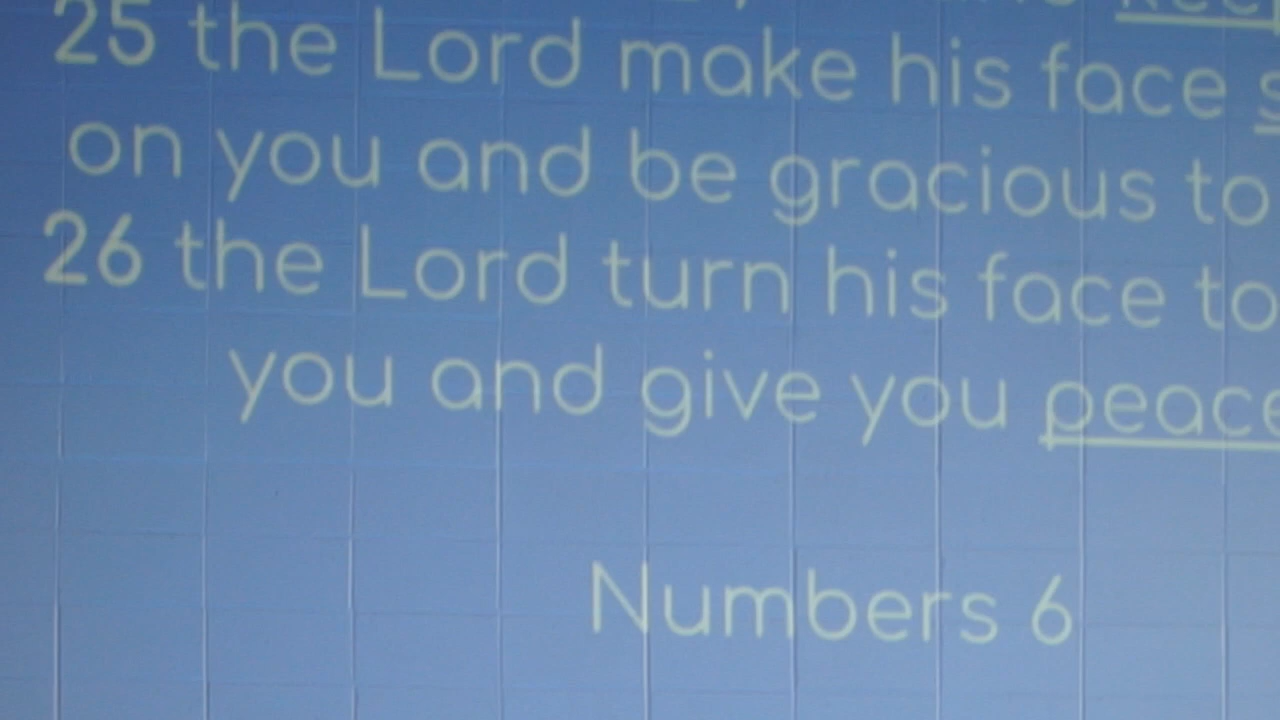 25 the Lord make his face
on you and be gracious to
26 the Lord turn his face to
you and give you peace
Numbers 6